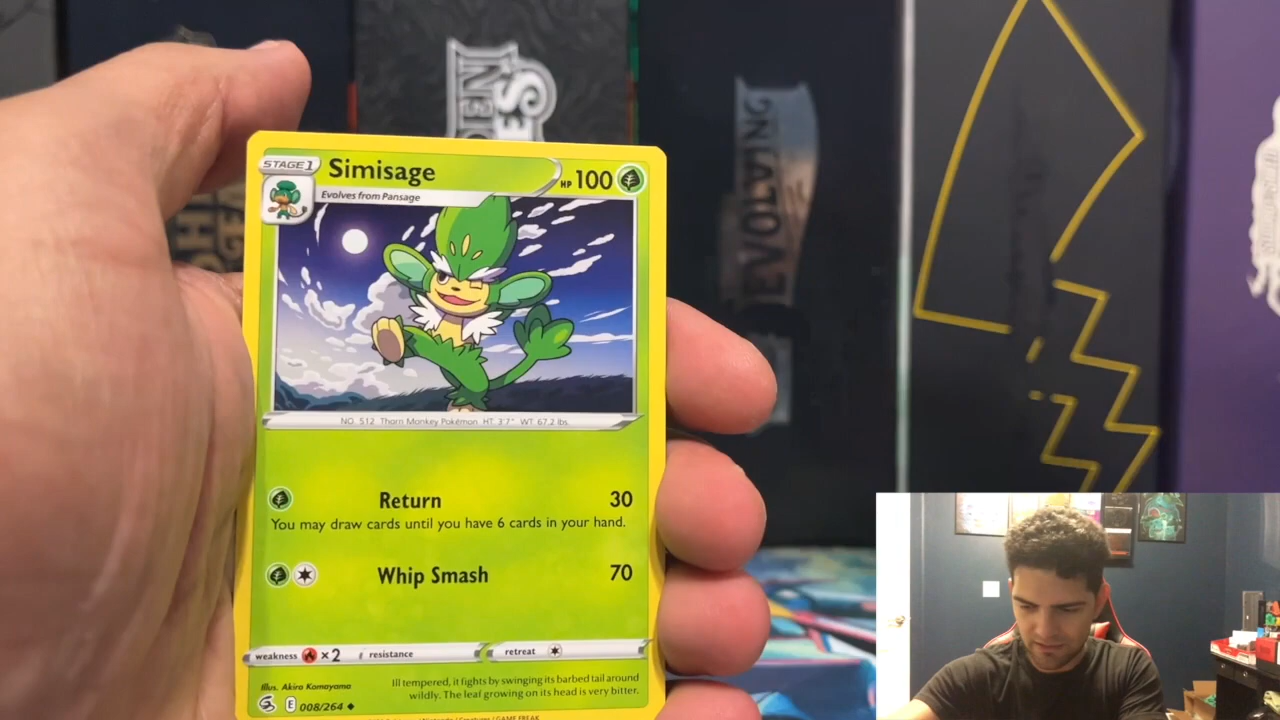 STAGE 1
Simisage
HP 100
Evolves from Pansage
NO. 512 Thorn Monkey Pokémon HT: 3'7" WT: 67.2 lbs.
Return 30
You may draw cards until you have 6 cards in your hand.
Whip Smash 70
weakness ×2 resistance retreat
Illus. Akira Komayama
Ill tempered, it fights by swinging its barbed tail around
wildly. The leaf growing on its head is very bitter.
E 008/264
GAME FREAK
EVOLVING